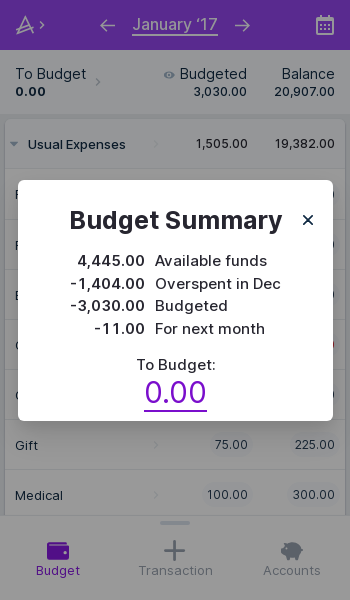 January ‘17
To Budget
Budgeted
Balance
0.00
3,030.00
20,907.00
Usual Expenses
1,505.00
19,382.00
Budget Summary
4,445.00 Available funds
-1,404.00 Overspent in Dec
-3,030.00 Budgeted
-11.00 For next month
To Budget:
0.00
Gift
75.00
225.00
Medical
100.00
300.00
Budget
Transaction
Accounts